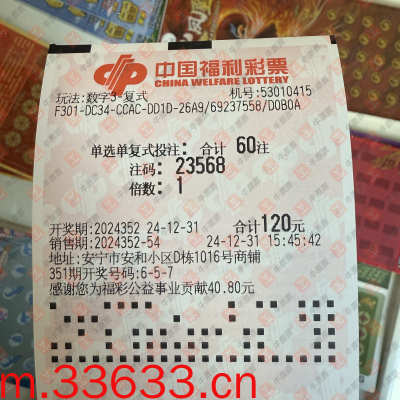 中国福利彩票
CHINA WELFARE LOTTERY
玩法:数字3-复式 机号:53010415
F301-DC34-CCAC-DD1D-26A9/69237558/D0B0A
单选单复式投注: 合计 60注
注码: 23568
倍数: 1
开奖期:2024352 24-12-31 合计120元
销售期:2024352-54 24-12-31 15:45:42
地址:安宁市安和小区D栋1016号商铺
351期开奖号码:6-5-7
感谢您为福彩公益事业贡献40.80元
m.33633.cn